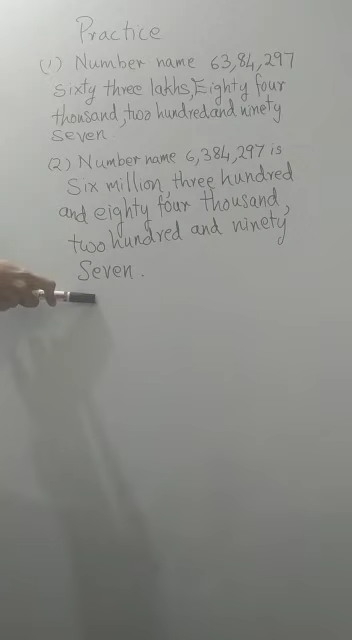 Practice
(1) Number name 63,84,297
Sixty three lakhs, Eighty four
thousand, two hundred and ninety
seven.
(2) Number name 6,384,297 is
Six million, three hundred
and eighty four thousand,
two hundred and ninety
Seven.